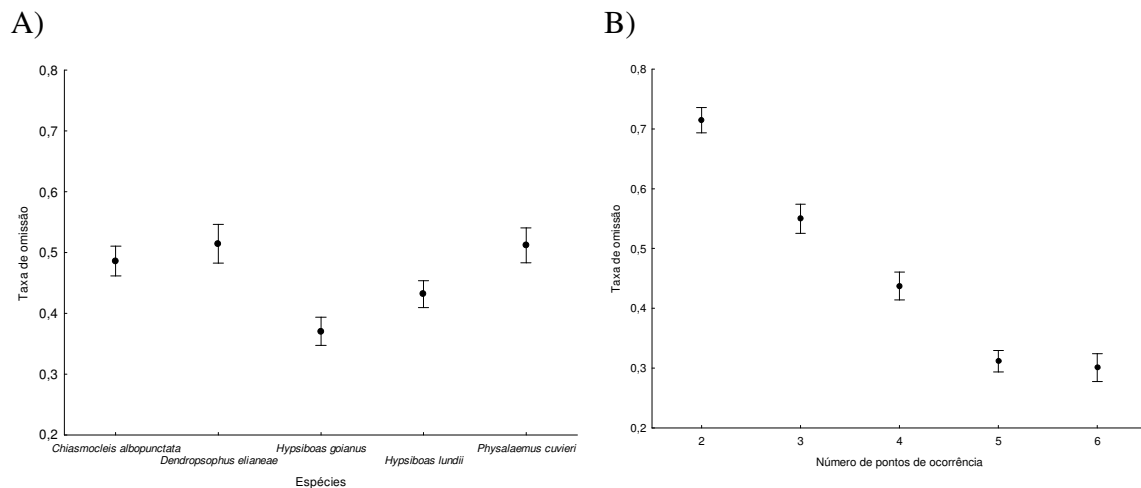 A)
0,8
0,7
0,6
0,5
0,4
0,3
0,2
Taxa de omissão
Chiasmocleis albopunctata
Dendropsophus elianeae
Hypsiboas goianus
Hypsiboas lundii
Physalaemus cuvieri
Espécies
B)
0,8
0,7
0,6
0,5
0,4
0,3
0,2
Taxa de omissão
2 3 4 5 6
Número de pontos de ocorrência